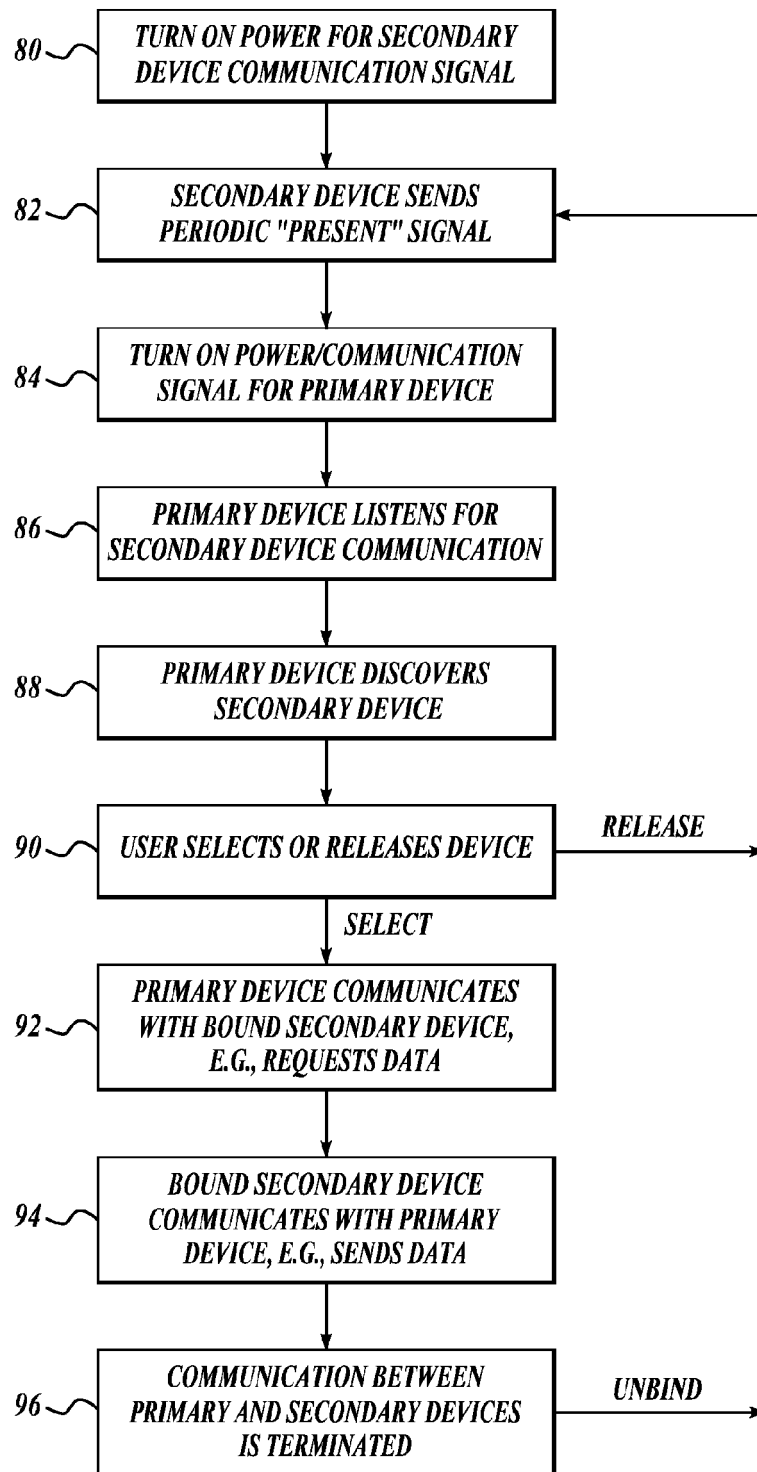 80
TURN ON POWER FOR SECONDARY
DEVICE COMMUNICATION SIGNAL
82
SECONDARY DEVICE SENDS
PERIODIC "PRESENT" SIGNAL
84
TURN ON POWER/COMMUNICATION
SIGNAL FOR PRIMARY DEVICE
86
PRIMARY DEVICE LISTENS FOR
SECONDARY DEVICE COMMUNICATION
88
PRIMARY DEVICE DISCOVERS
SECONDARY DEVICE
90
USER SELECTS OR RELEASES DEVICE
RELEASE
SELECT
92
PRIMARY DEVICE COMMUNICATES
WITH BOUND SECONDARY DEVICE,
E.G., REQUESTS DATA
94
BOUND SECONDARY DEVICE
COMMUNICATES WITH PRIMARY
DEVICE, E.G., SENDS DATA
96
COMMUNICATION BETWEEN
PRIMARY AND SECONDARY DEVICES
IS TERMINATED
UNBIND